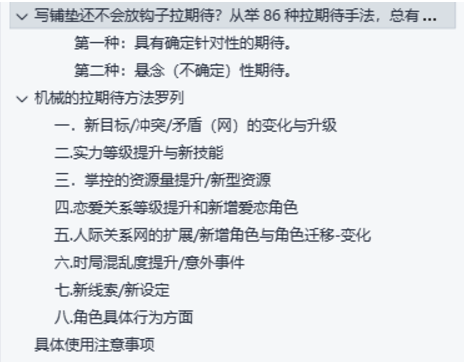 写铺垫还不会放钩子拉期待？从举 86 种拉期待手法，总有 ...
第一种：具有确定针对性的期待。
第二种：悬念（不确定）性期待。
机械的拉期待方法罗列
一．新目标/冲突/矛盾（网）的变化与升级
二.实力等级提升与新技能
三．掌控的资源量提升/新型资源
四.恋爱关系等级提升和新增爱恋角色
五.人际关系网的扩展/新增角色与角色迁移-变化
六.时局混乱度提升/意外事件
七.新线索/新设定
八.角色具体行为方面
具体使用注意事项